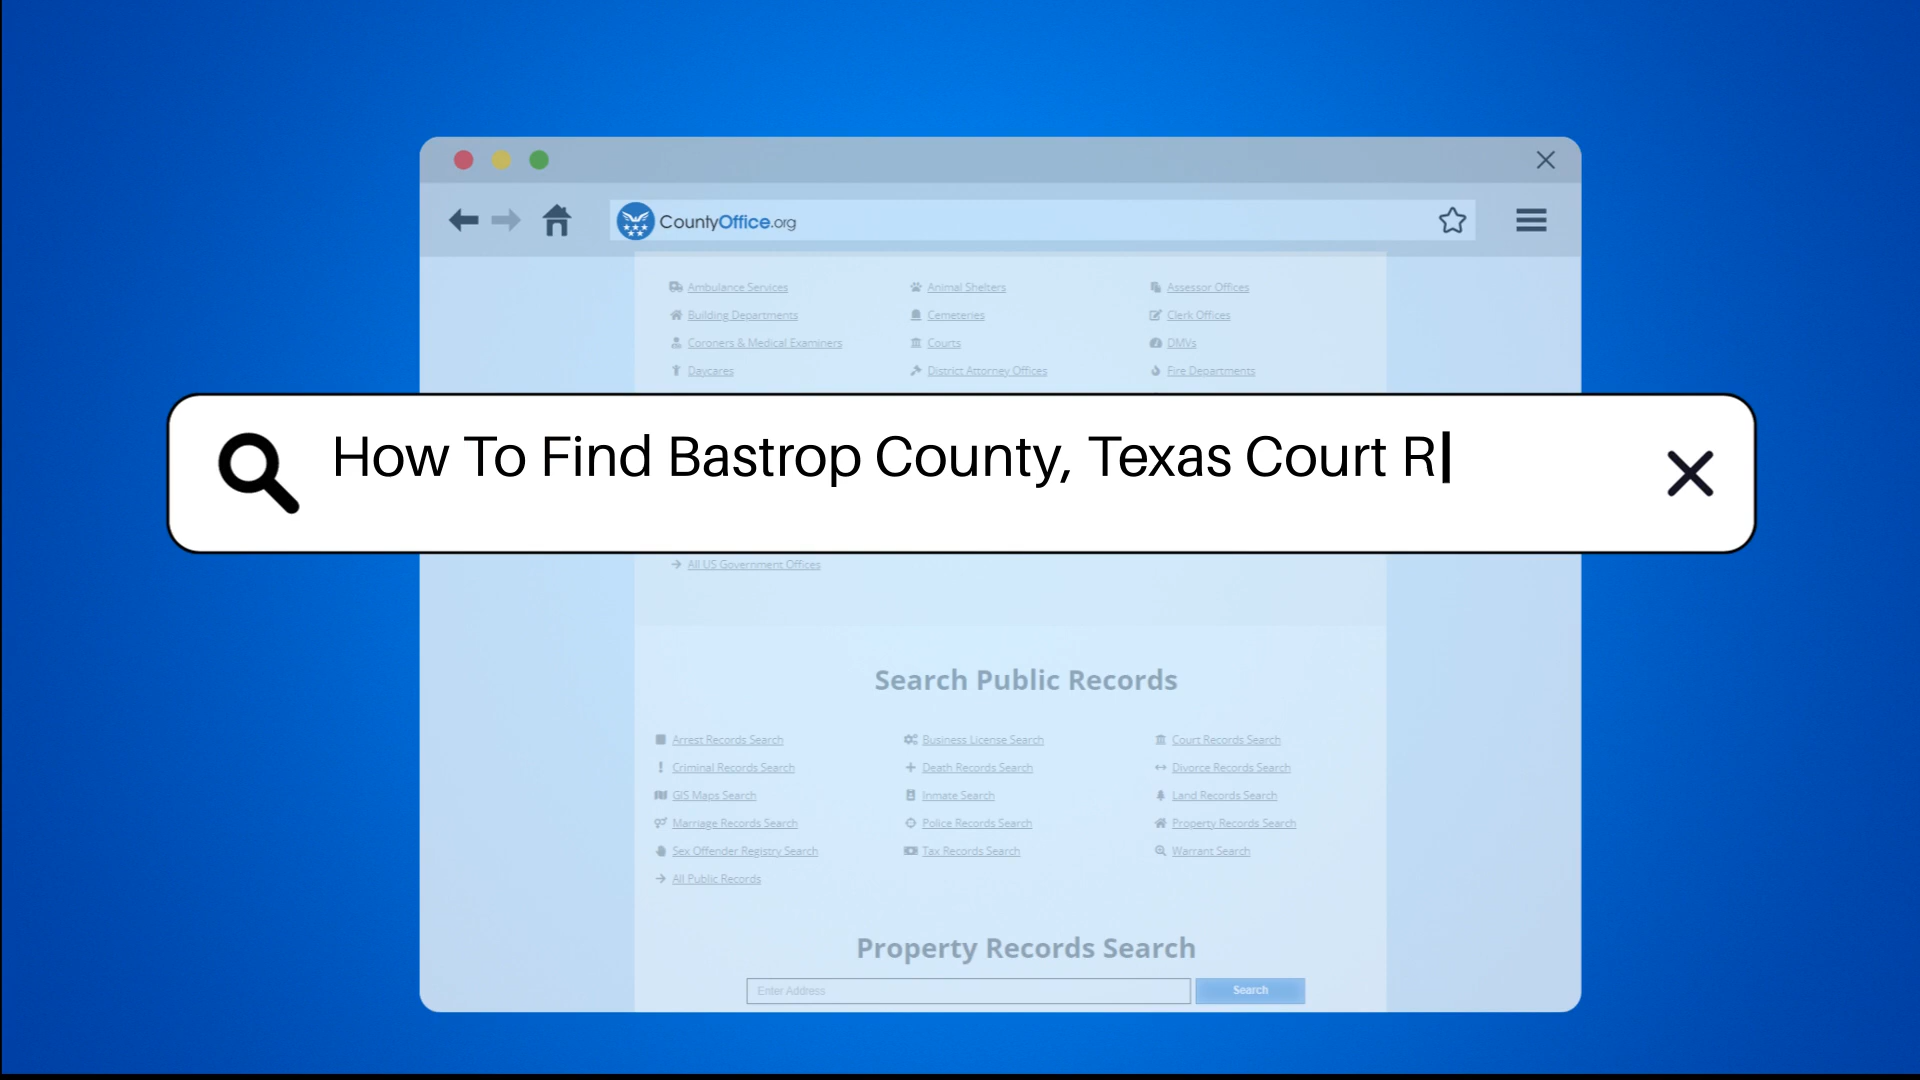 CountyOffice.org
Ambulance Services Animal Shelters Assessor Offices
Building Departments Cemeteries Clerk Offices
Coroners & Medical Examiners Courts DMVs
Daycares District Attorney Offices Fire Departments
How To Find Bastrop County, Texas Court R
All US Government Offices
Search Public Records
Arrest Records Search Business License Search Court Records Search
Criminal Records Search Death Records Search Divorce Records Search
GIS Maps Search Inmate Search Land Records Search
Marriage Records Search Police Records Search Property Records Search
Sex Offender Registry Search Tax Records Search Warrant Search
All Public Records
Property Records Search
Enter Address Search